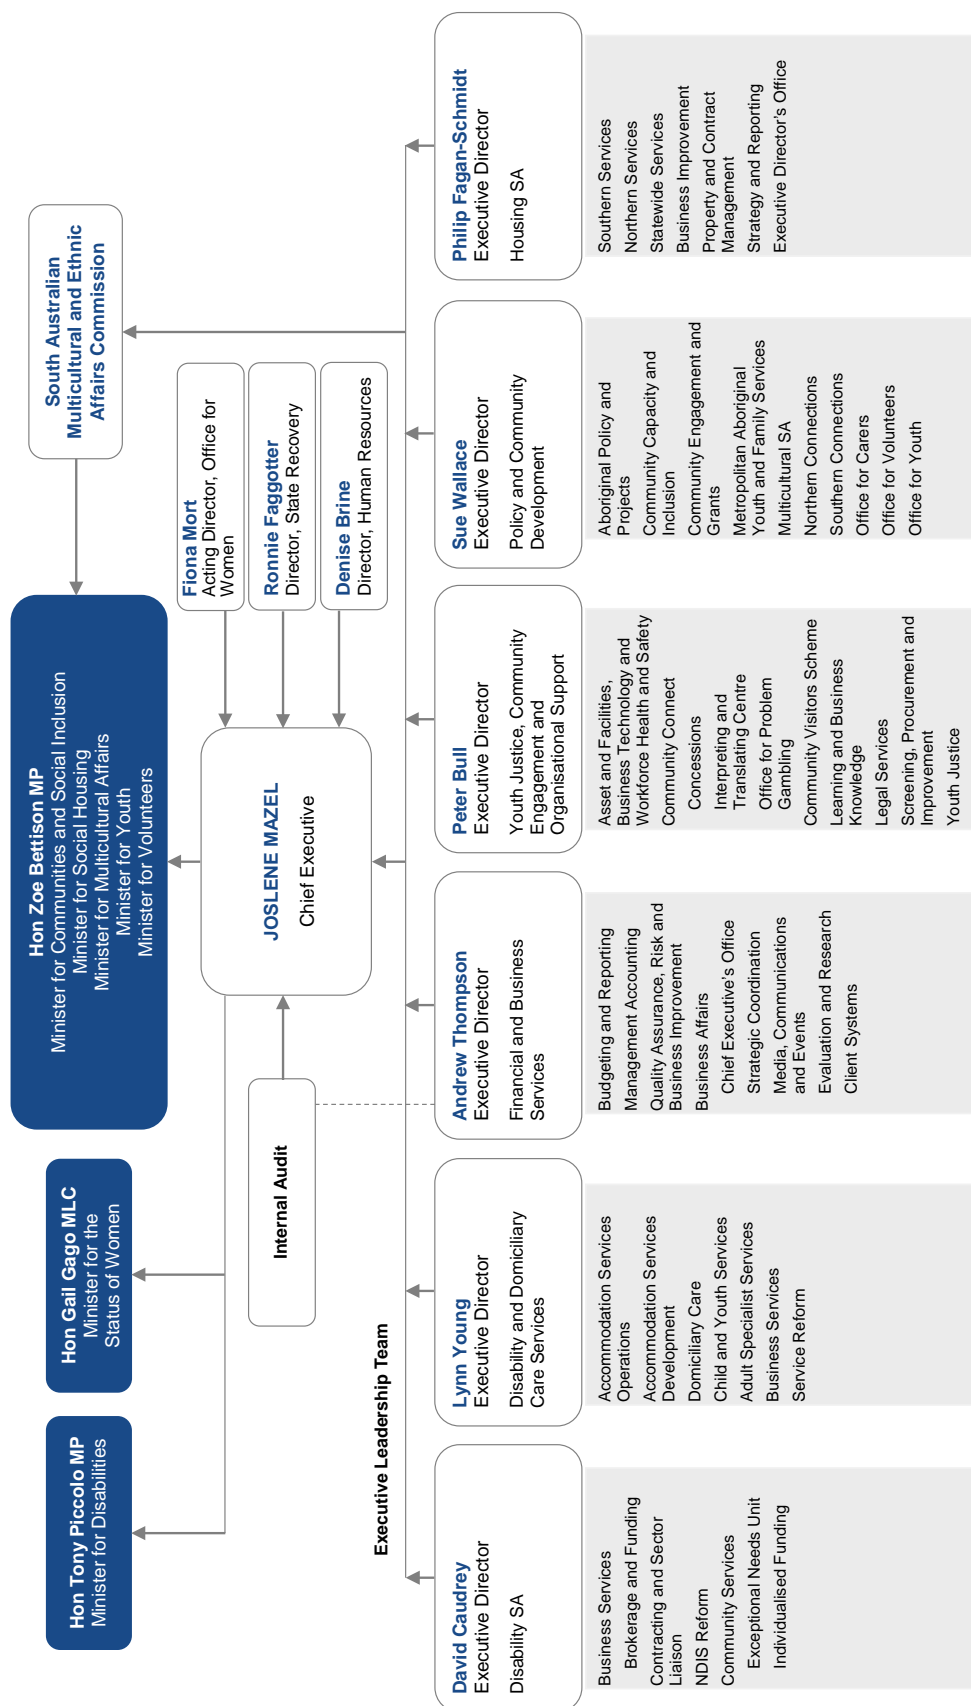 Hon Tony Piccolo MP
Minister for Disabilities
Hon Gail Gago MLC
Minister for the
Status of Women
Hon Zoe Bettison MP
Minister for Communities and Social Inclusion
Minister for Social Housing
Minister for Multicultural Affairs
Minister for Youth
Minister for Volunteers
South Australian
Multicultural and Ethnic
Affairs Commission
Internal Audit
JOSLENE MAZEL
Chief Executive
Fiona Mort
Acting Director, Office for
Women
Ronnie Faggotter
Director, State Recovery
Denise Brine
Director, Human Resources
Executive Leadership Team
David Caudrey
Executive Director
Disability SA
Business Services
Brokerage and Funding
Contracting and Sector
Liaison
NDIS Reform
Community Services
Exceptional Needs Unit
Individualised Funding
Lynn Young
Executive Director
Disability and Domiciliary
Care Services
Accommodation Services
Operations
Accommodation Services
Development
Domiciliary Care
Child and Youth Services
Adult Specialist Services
Business Services
Service Reform
Andrew Thompson
Executive Director
Financial and Business
Services
Budgeting and Reporting
Management Accounting
Quality Assurance, Risk and
Business Improvement
Business Affairs
Chief Executive's Office
Strategic Coordination
Media, Communications
and Events
Evaluation and Research
Client Systems
Peter Bull
Executive Director
Youth Justice, Community
Engagement and
Organisational Support
Asset and Facilities,
Business Technology and
Workforce Health and Safety
Community Connect
Concessions
Interpreting and
Translating Centre
Office for Problem
Gambling
Community Visitors Scheme
Learning and Business
Knowledge
Legal Services
Screening, Procurement and
Improvement
Youth Justice
Sue Wallace
Executive Director
Policy and Community
Development
Aboriginal Policy and
Projects
Community Capacity and
Inclusion
Community Engagement and
Grants
Metropolitan Aboriginal
Youth and Family Services
Multicultural SA
Northern Connections
Southern Connections
Office for Carers
Office for Volunteers
Office for Youth
Philip Fagan-Schmidt
Executive Director
Housing SA
Southern Services
Northern Services
Statewide Services
Business Improvement
Property and Contract
Management
Strategy and Reporting
Executive Director's Office